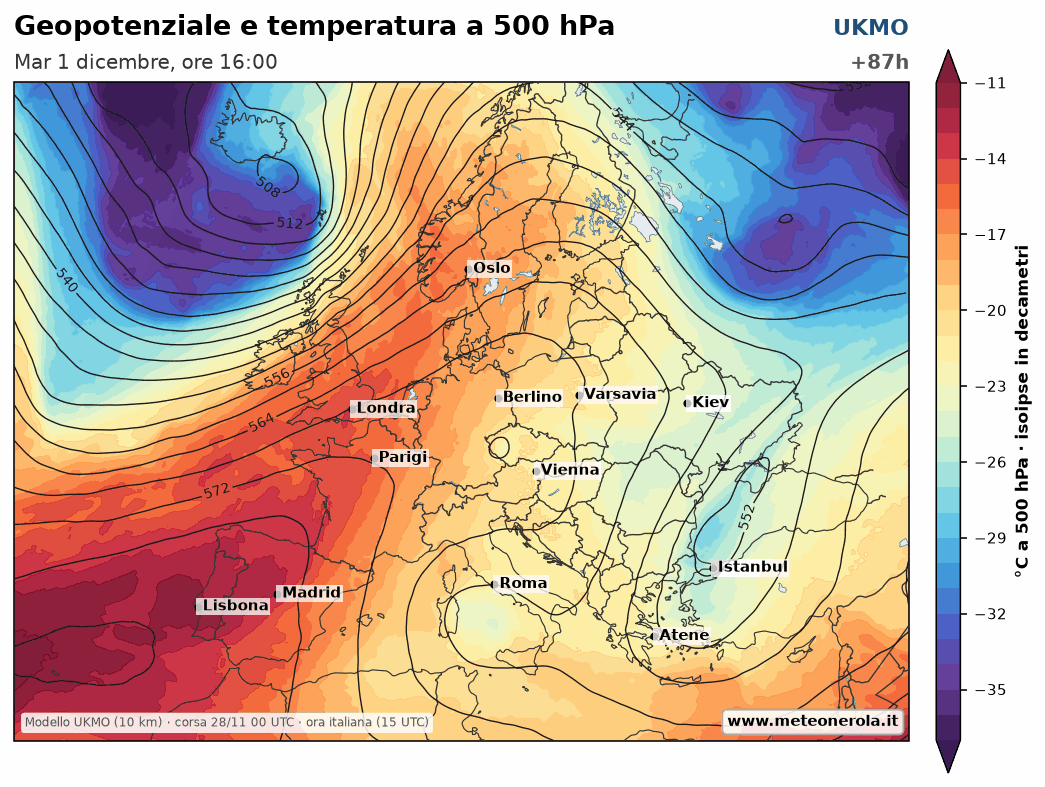 Geopotenziale e temperatura a 500 hPa
UKMO
Mar 1 dicembre, ore 16:00
+87h
544
508
512
540
Oslo
556
Londra
564
Berlino
Varsavia
Kiev
Parigi
Vienna
572
552
Istanbul
Roma
Madrid
Lisbona
Atene
Modello UKMO (10 km) · corsa 28/11 00 UTC · ora italiana (15 UTC)
www.meteonerola.it
−11
−14
−17
−20
−23
−26
−29
−32
−35
°C a 500 hPa · isoipse in decametri